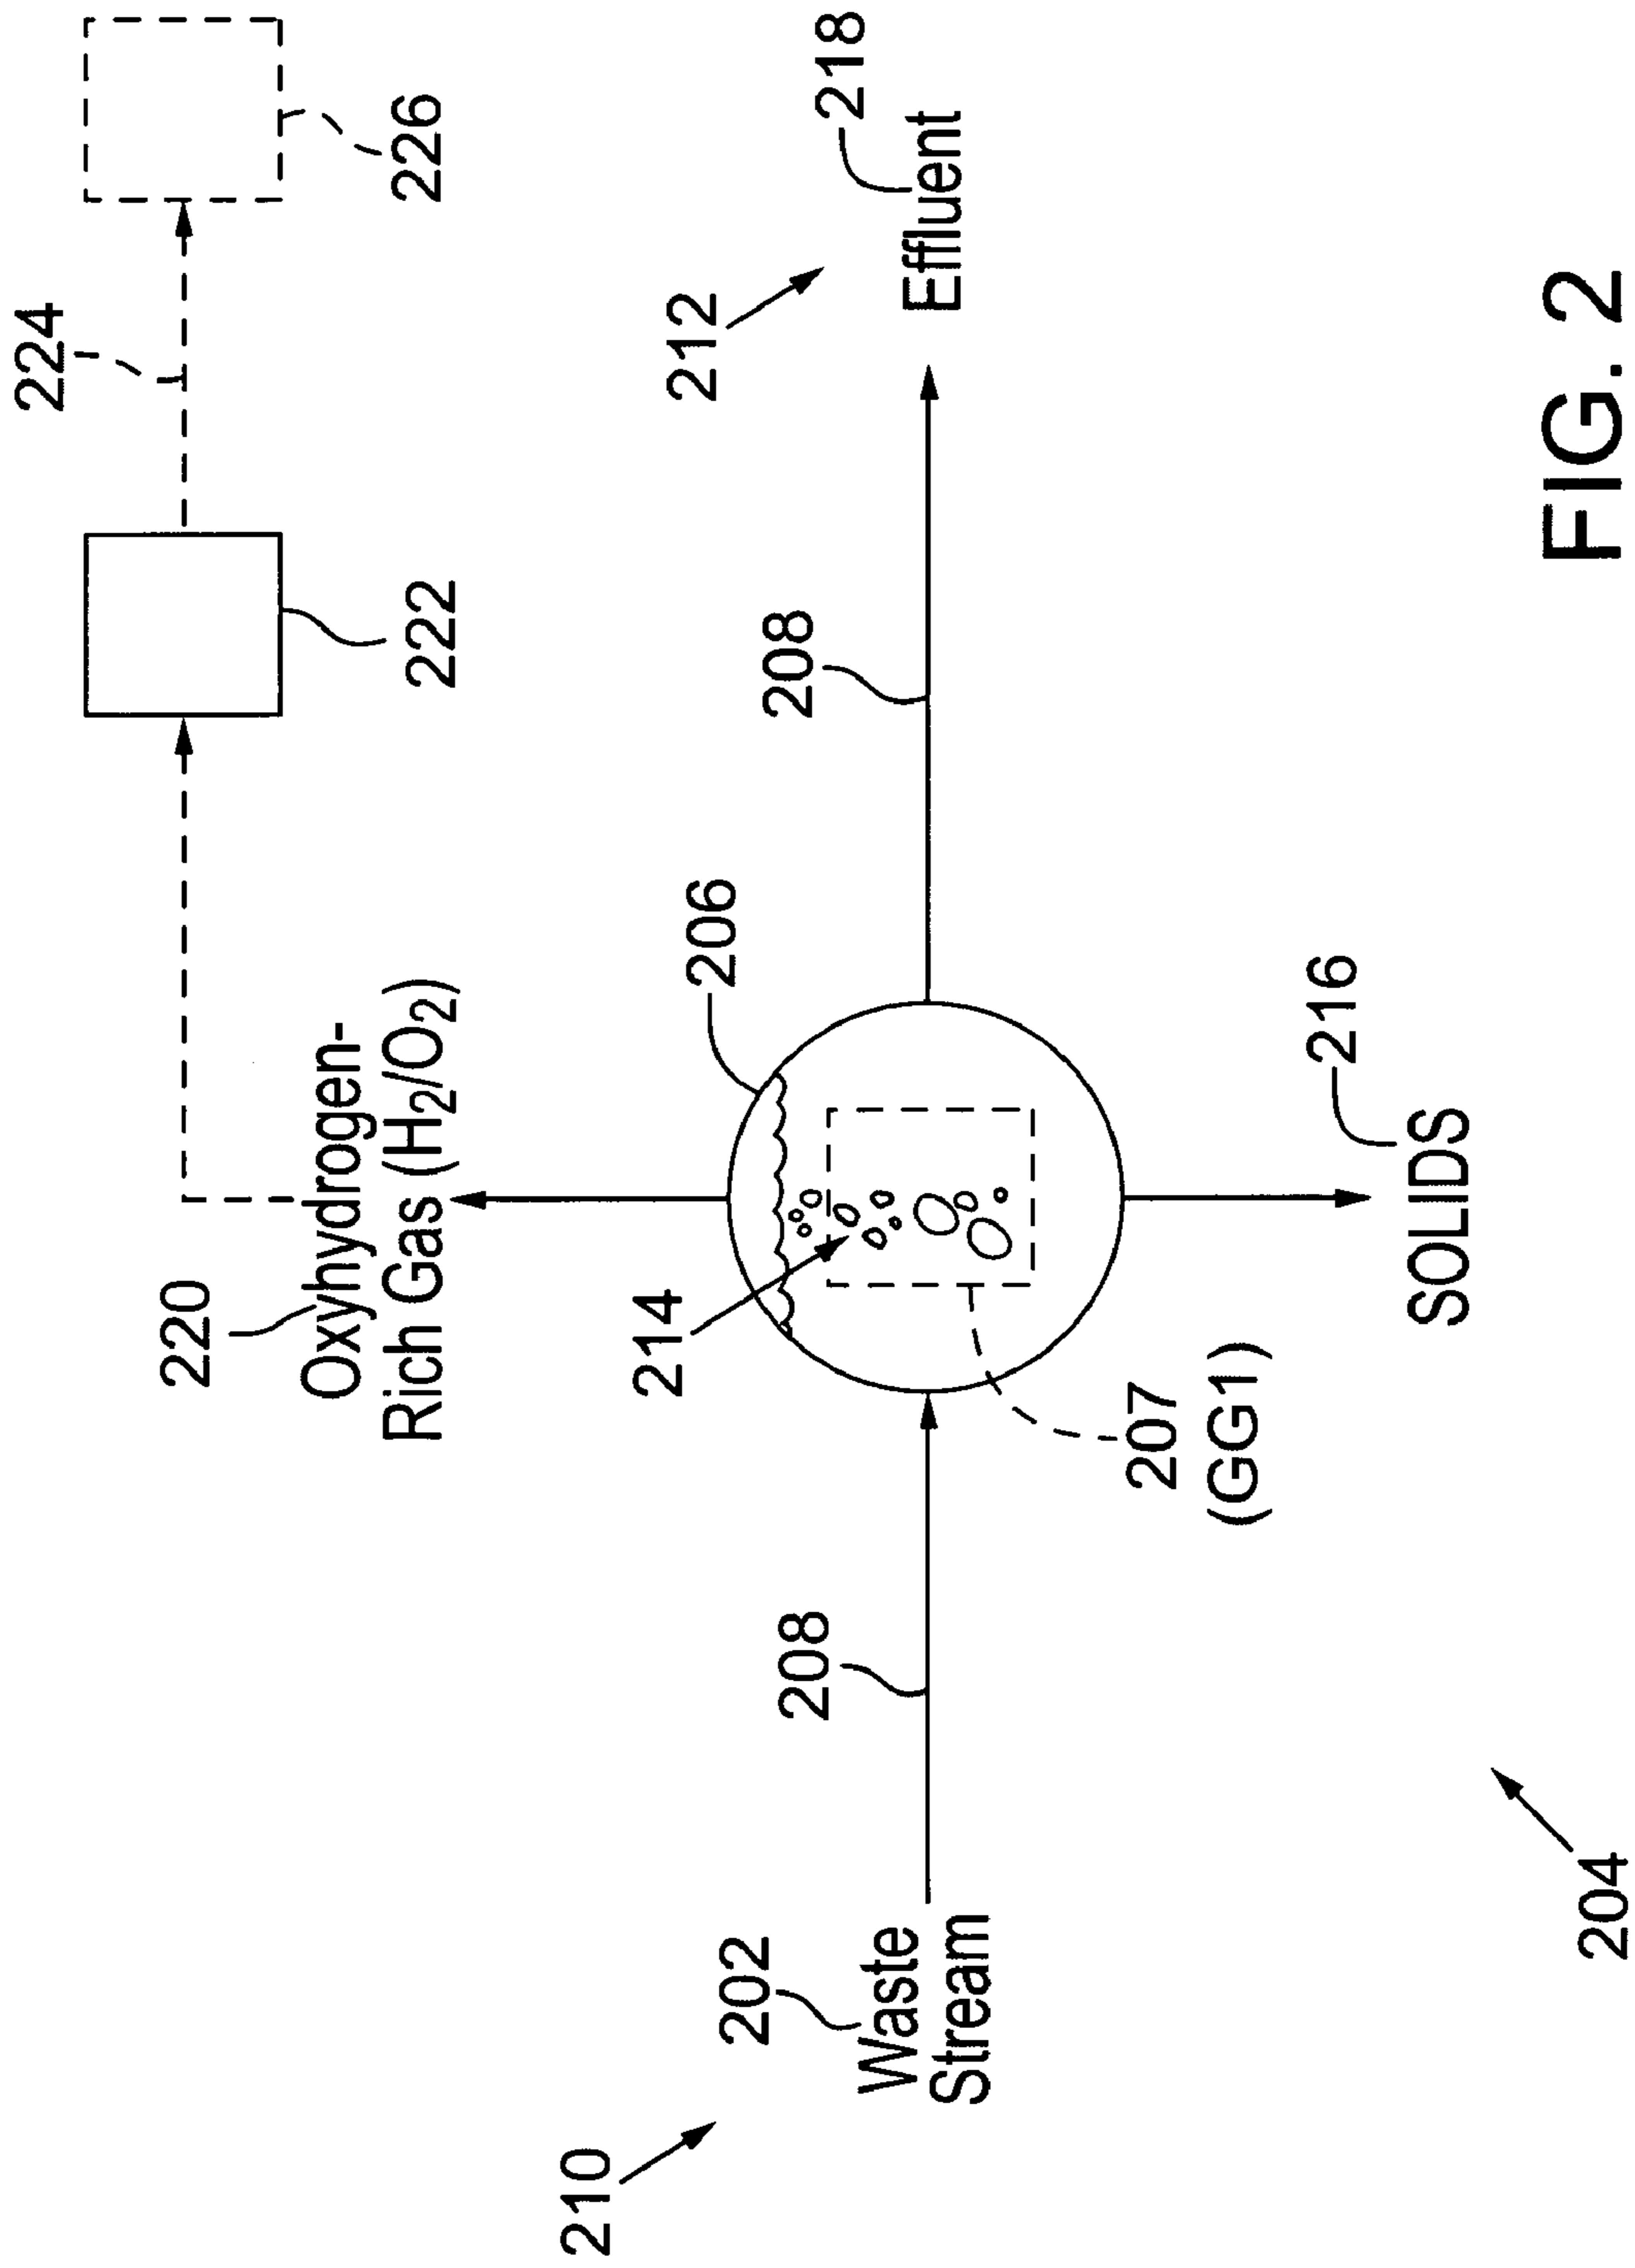 224
226
220
Oxyhydrogen-
Rich Gas (H₂/O₂)
222
206
212
218
Effluent
214
208
208
210
202
Waste
Stream
207
(GG1)
216
SOLIDS
204
FIG. 2